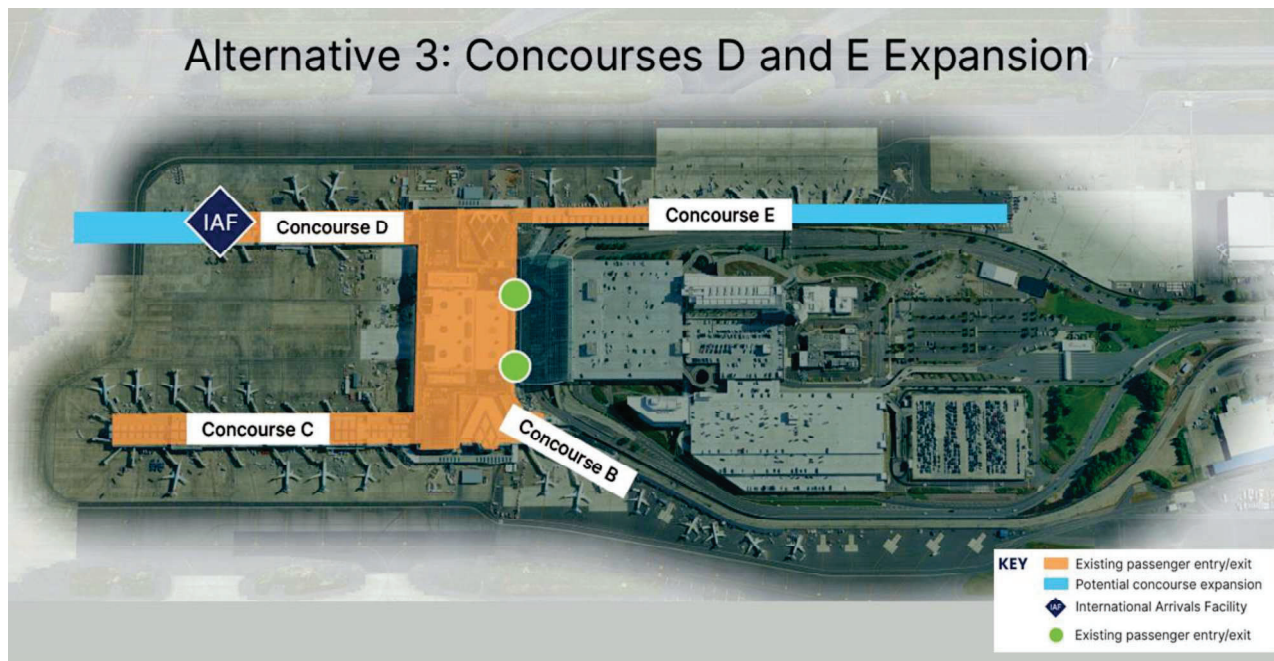 Alternative 3: Concourses D and E Expansion
IAF
Concourse D
Concourse E
Concourse C
Concourse B
KEY
Existing passenger entry/exit
Potential concourse expansion
IAF
International Arrivals Facility
Existing passenger entry/exit